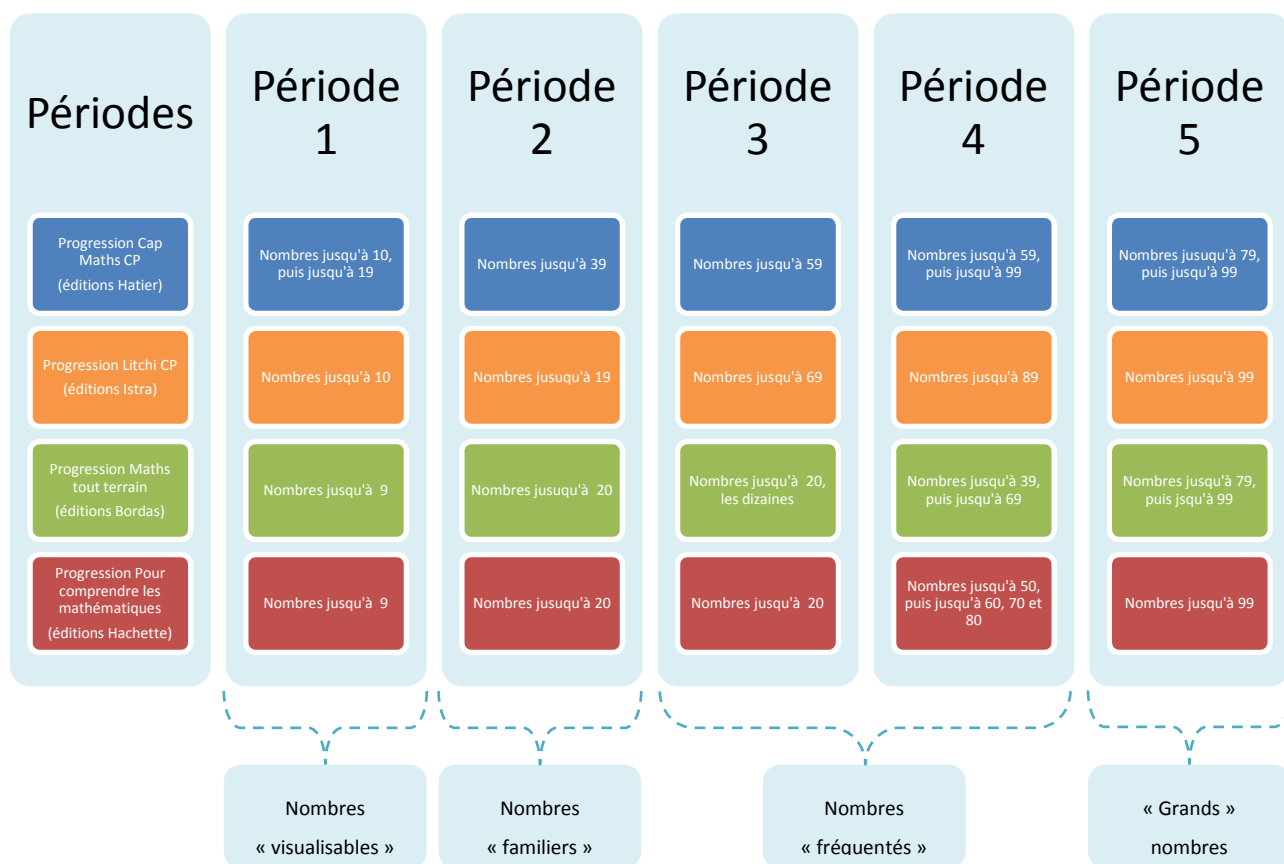 Périodes
Période
1
Période
2
Période
3
Période
4
Période
5
Progression Cap
Maths CP
(éditions Hatier)
Nombres jusqu'à 10,
puis jusqu'à 19
Nombres jusqu'à 39
Nombres jusqu'à 59
Nombres jusqu'à 59,
puis jusqu'à 99
Nombres jusuqu'à 79,
puis jusqu'à 99
Progression Litchi CP
(éditions Istra)
Nombres jusqu'à 10
Nombres jusuqu'à 19
Nombres jusqu'à 69
Nombres jusqu'à 89
Nombres jusqu'à 99
Progression Maths
tout terrain
(éditions Bordas)
Nombres jusqu'à 9
Nombres jusuqu'à 20
Nombres jusqu'à 20,
les dizaines
Nombres jusqu'à 39,
puis jusqu'à 69
Nombres jusqu'à 79,
puis jsqu'à 99
Progression Pour
comprendre les
mathématiques
(éditions Hachette)
Nombres jusqu'à 9
Nombres jusuqu'à 20
Nombres jusqu'à 20
Nombres jusqu'à 50,
puis jusqu'à 60, 70 et
80
Nombres jusqu'à 99
Nombres
« visualisables »
Nombres
« familiers »
Nombres
« fréquentés »
« Grands »
nombres